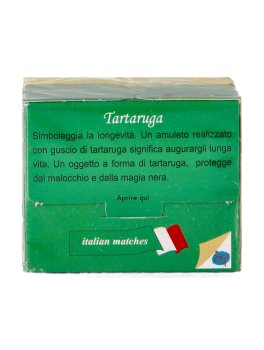 Tartaruga
Simboleggia la longevità. Un amuleto realizzato
con guscio di tartaruga significa augurargli lunga
vita. Un oggetto a forma di tartaruga, protegge
dal malocchio e dalla magia nera.
Aprire qui
italian matches